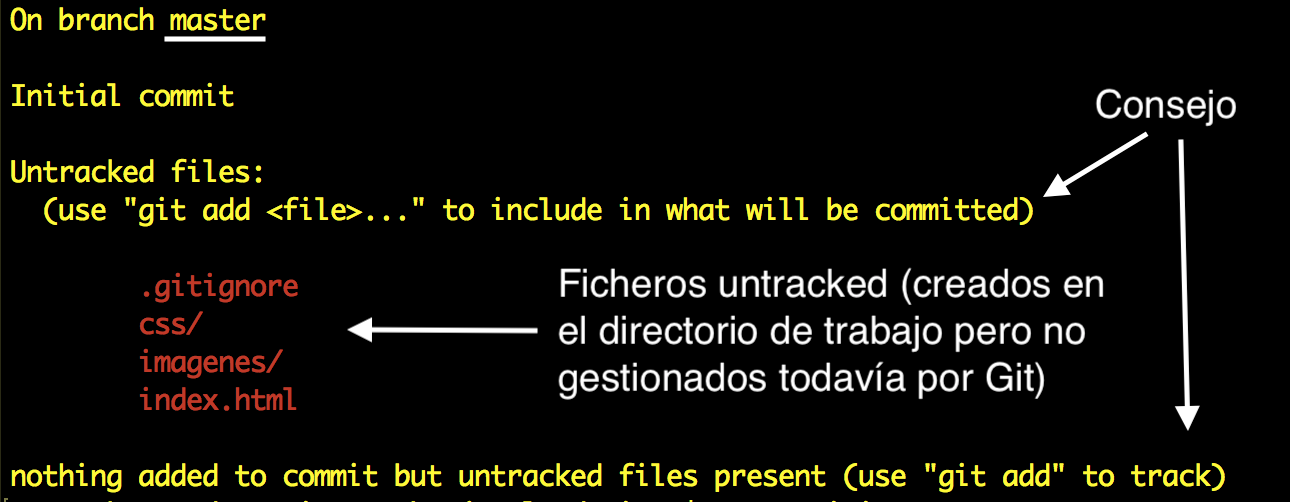 On branch master
Initial commit
Consejo
Untracked files:
(use "git add <file>..." to include in what will be committed)
.gitignore
css/
imagenes/
index.html
Ficheros untracked (creados en
el directorio de trabajo pero no
gestionados todavía por Git)
nothing added to commit but untracked files present (use "git add" to track)